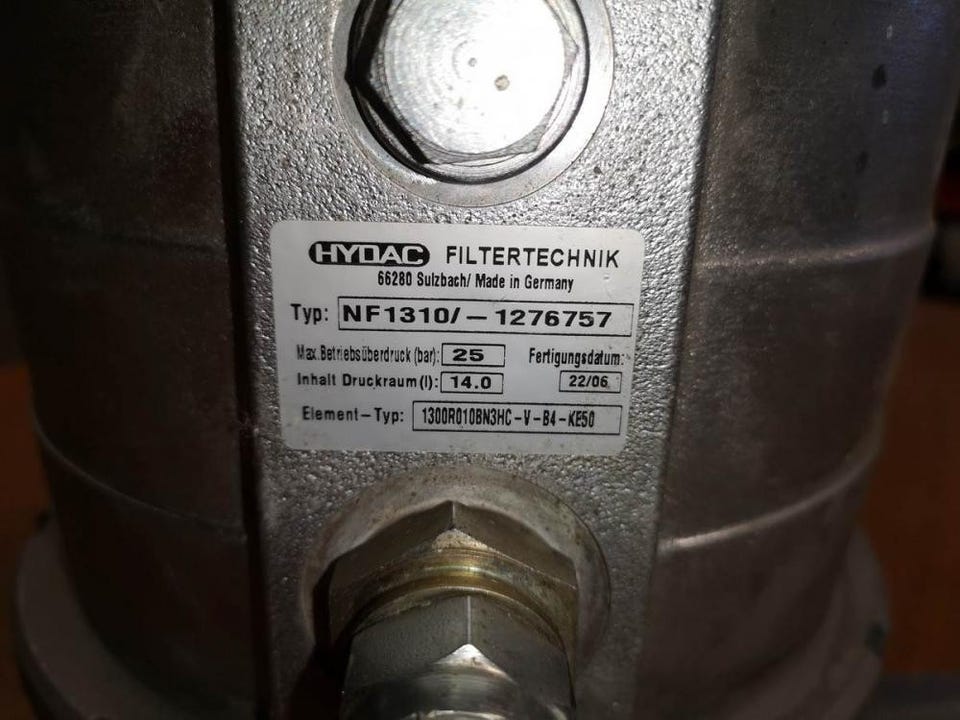 HYDAC FILTERTECHNIK
66280 Sulzbach/ Made in Germany
Typ: NF1310/-1276757
Max.Betriebsüberdruck (bar): 25 Fertigungsdatum:
Inhalt Druckraum(l): 14.0 22/06
Element-Typ: 1300R010BN3HC-V-B4-KE50